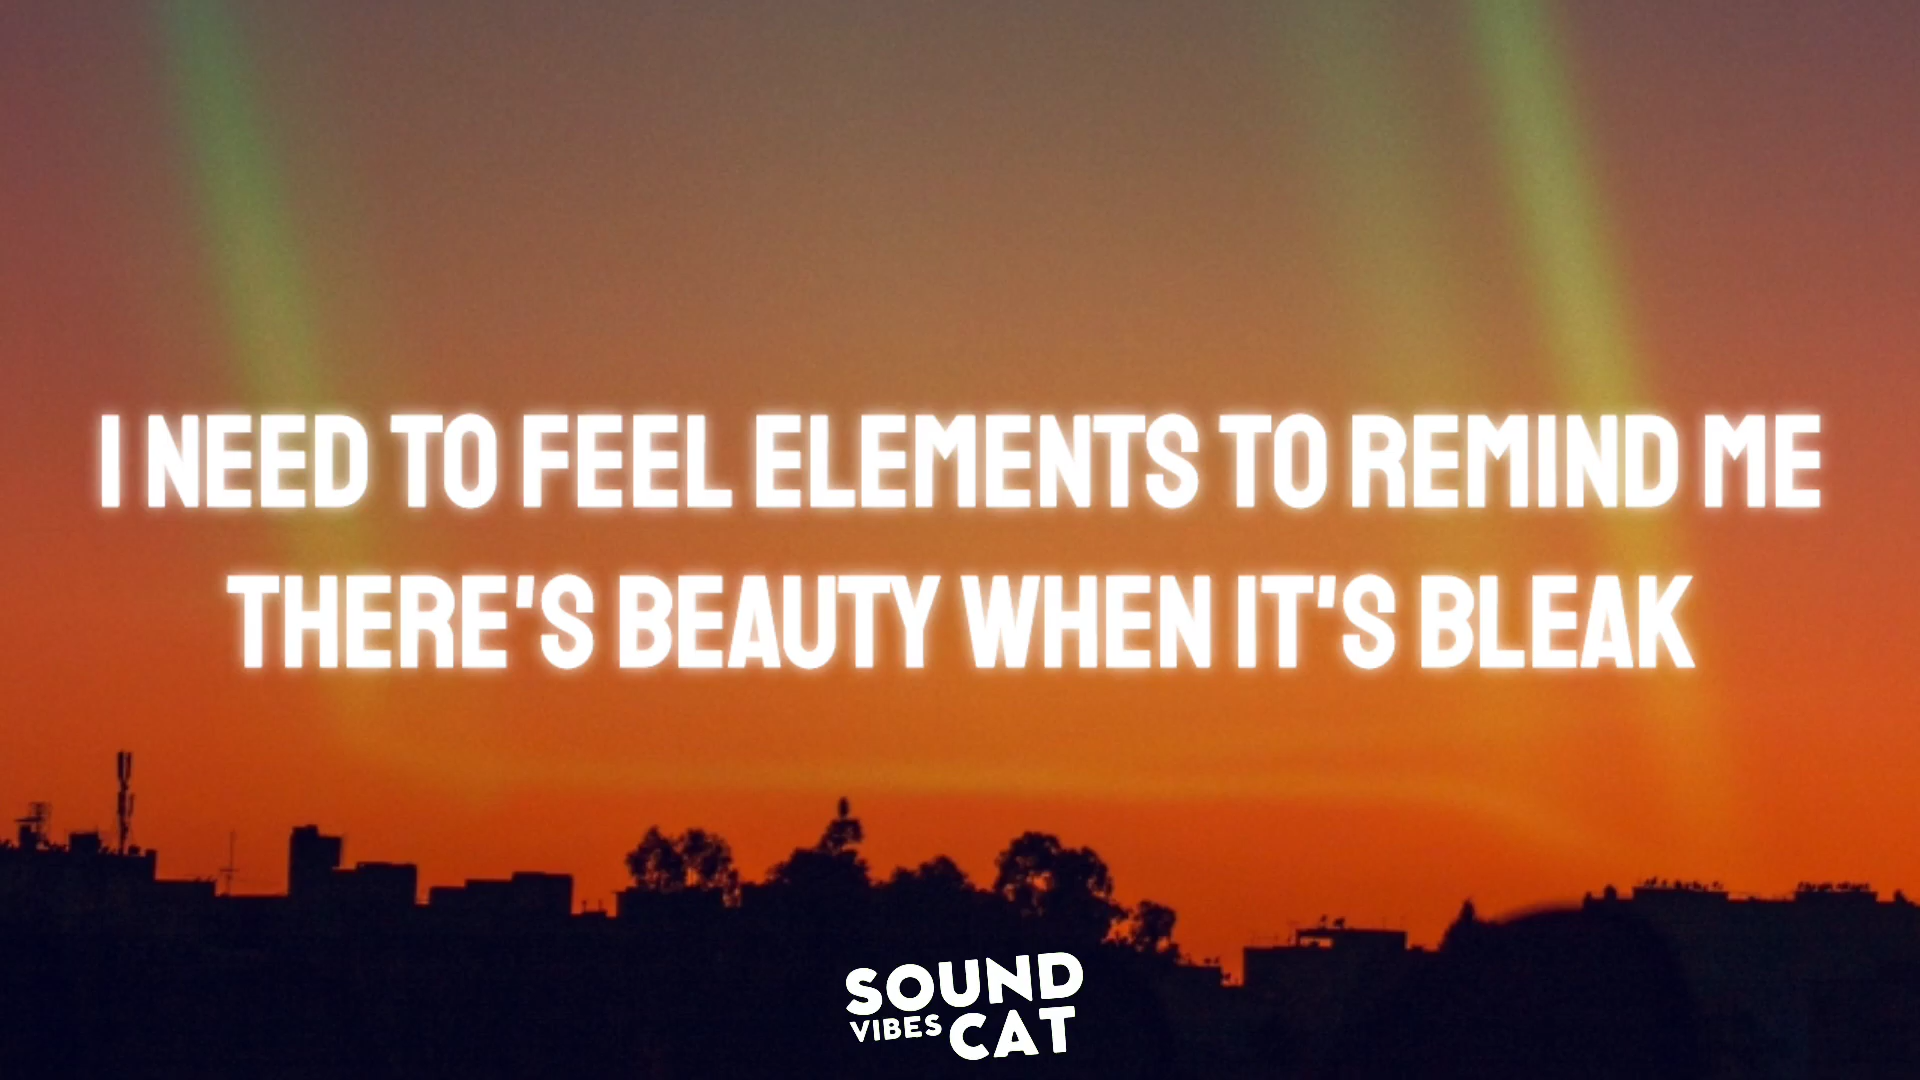 I NEED TO FEEL ELEMENTS TO REMIND ME
THERE'S BEAUTY WHEN IT'S BLEAK
SOUND
VIBES CAT